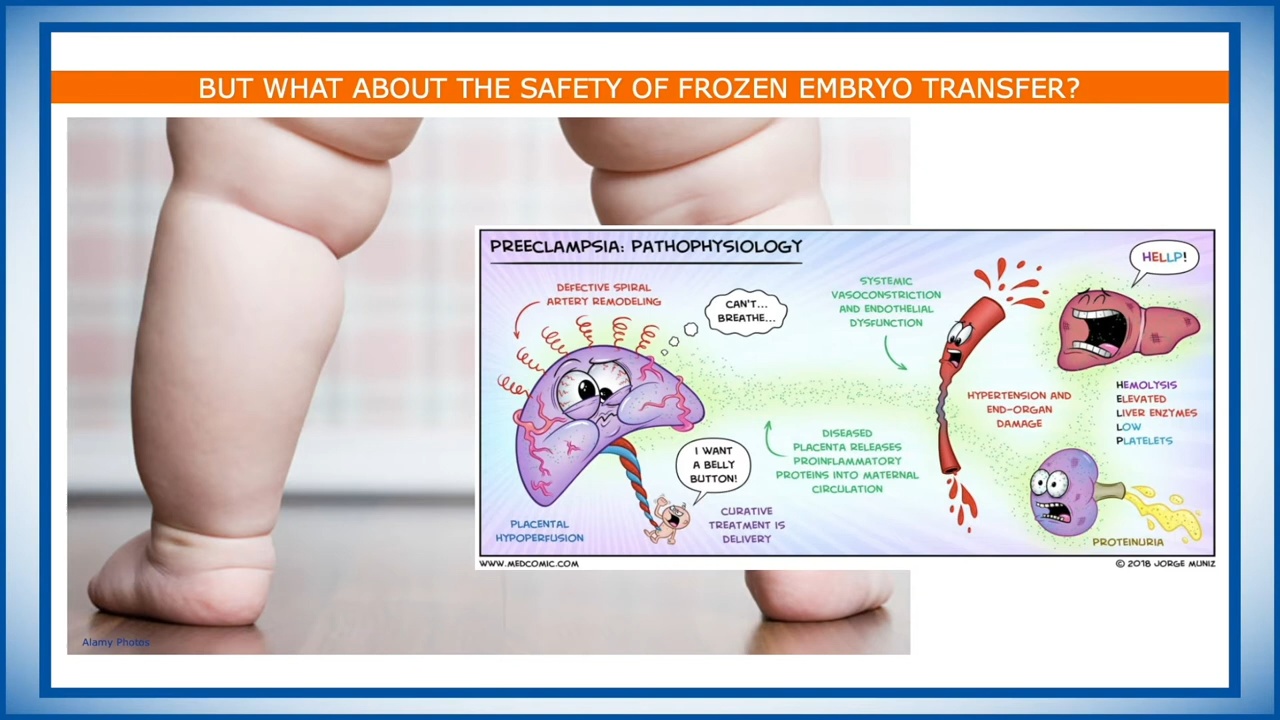 BUT WHAT ABOUT THE SAFETY OF FROZEN EMBRYO TRANSFER?
PREECLAMPSIA: PATHOPHYSIOLOGY
DEFECTIVE SPIRAL
ARTERY REMODELING
CAN'T...
BREATHE...
SYSTEMIC
VASOCONSTRICTION
AND ENDOTHELIAL
DYSFUNCTION
HELLP!
HYPERTENSION AND
END-ORGAN
DAMAGE
HEMOLYSIS
ELEVATED
LIVER ENZYMES
LOW
PLATELETS
DISEASED
PLACENTA RELEASES
PROINFLAMMATORY
PROTEINS INTO MATERNAL
CIRCULATION
I WANT
A BELLY
BUTTON!
PLACENTAL
HYPOPERFUSION
CURATIVE
TREATMENT IS
DELIVERY
PROTEINURIA
WWW.MEDCOMIC.COM
© 2018 JORGE MUNIZ
Alamy Photos